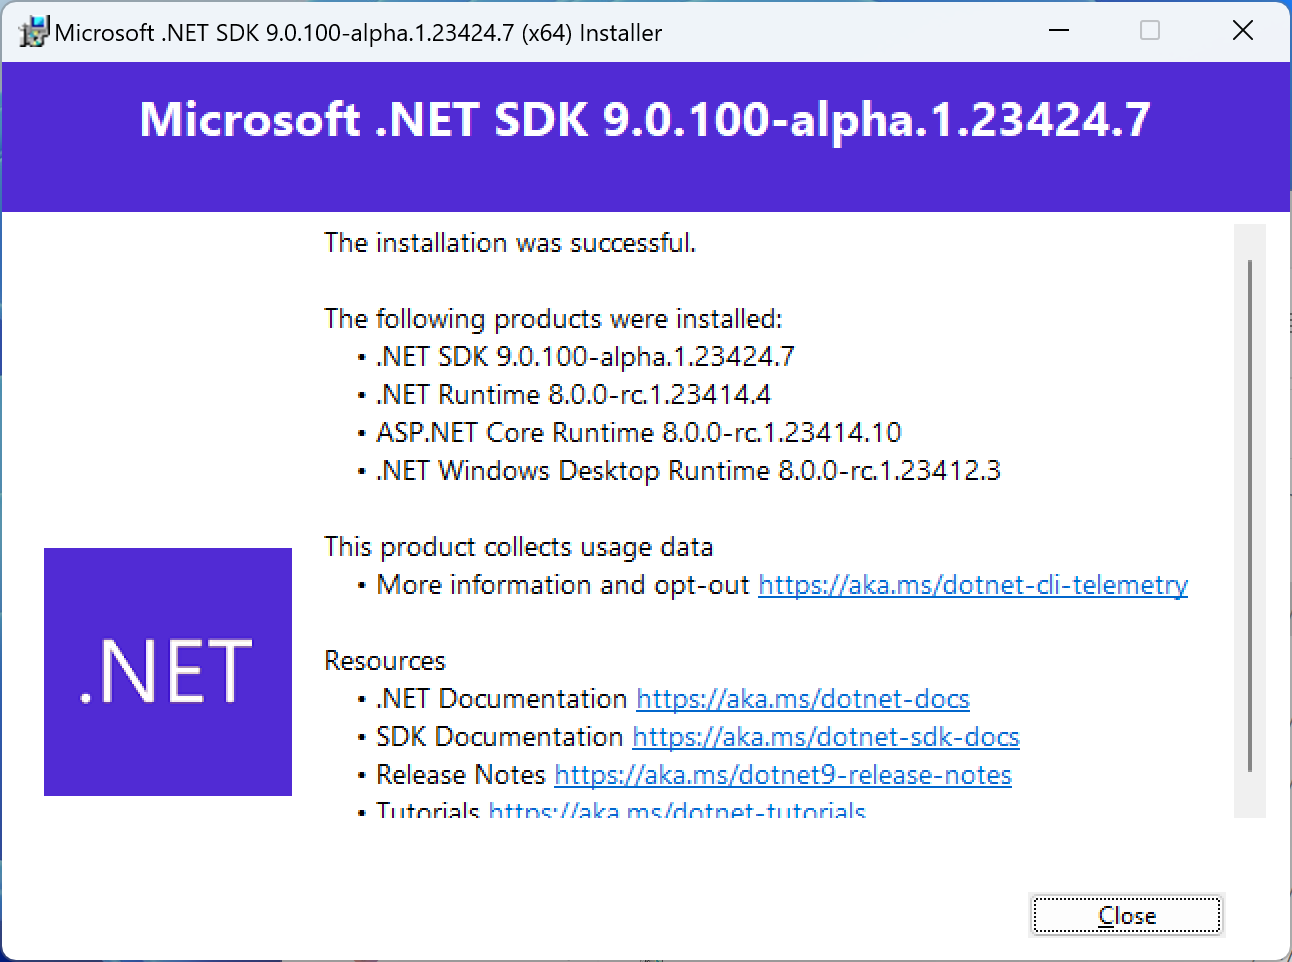 Microsoft .NET SDK 9.0.100-alpha.1.23424.7 (x64) Installer
Microsoft .NET SDK 9.0.100-alpha.1.23424.7
The installation was successful.
The following products were installed:
• .NET SDK 9.0.100-alpha.1.23424.7
• .NET Runtime 8.0.0-rc.1.23414.4
• ASP.NET Core Runtime 8.0.0-rc.1.23414.10
• .NET Windows Desktop Runtime 8.0.0-rc.1.23412.3
This product collects usage data
• More information and opt-out https://aka.ms/dotnet-cli-telemetry
Resources
• .NET Documentation https://aka.ms/dotnet-docs
• SDK Documentation https://aka.ms/dotnet-sdk-docs
• Release Notes https://aka.ms/dotnet9-release-notes
• Tutorials https://aka.ms/dotnet-tutorials
.NET
Close